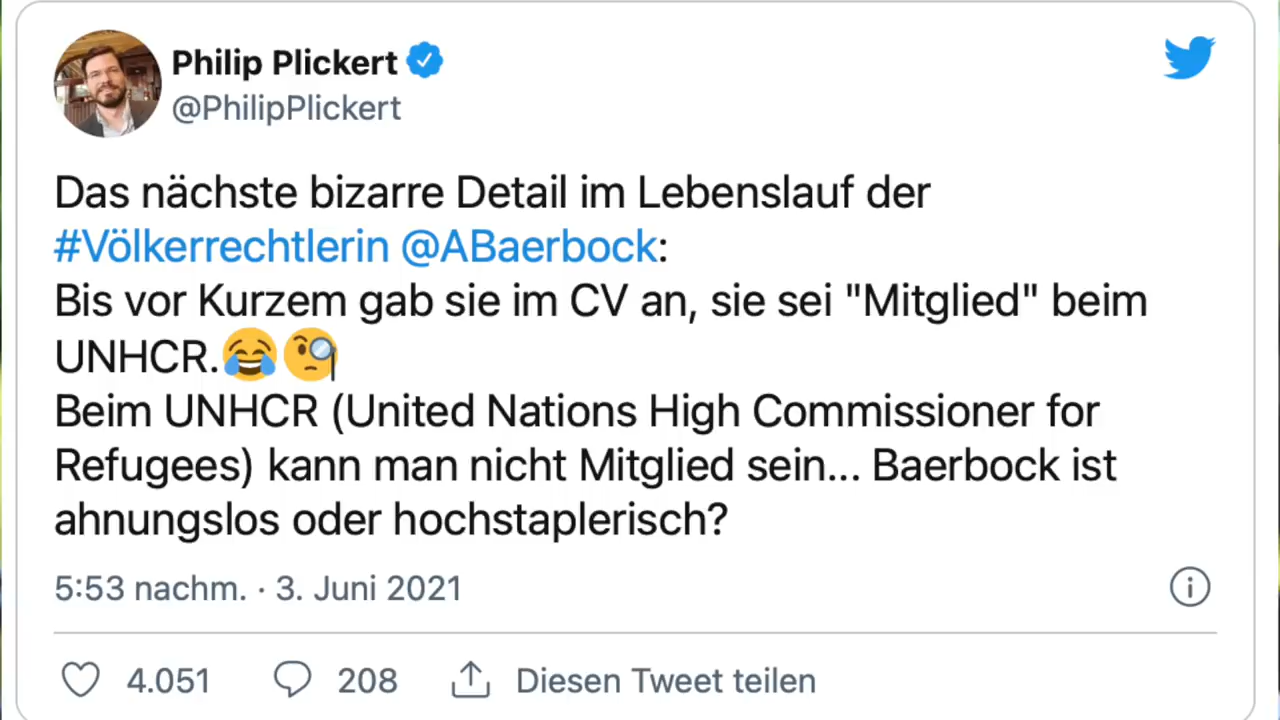 Philip Plickert
@PhilipPlickert
Das nächste bizarre Detail im Lebenslauf der
#Völkerrechtlerin @ABaerbock:
Bis vor Kurzem gab sie im CV an, sie sei "Mitglied" beim
UNHCR.😂🧐
Beim UNHCR (United Nations High Commissioner for
Refugees) kann man nicht Mitglied sein... Baerbock ist
ahnungslos oder hochstaplerisch?
5:53 nachm. · 3. Juni 2021
4.051 208 Diesen Tweet teilen